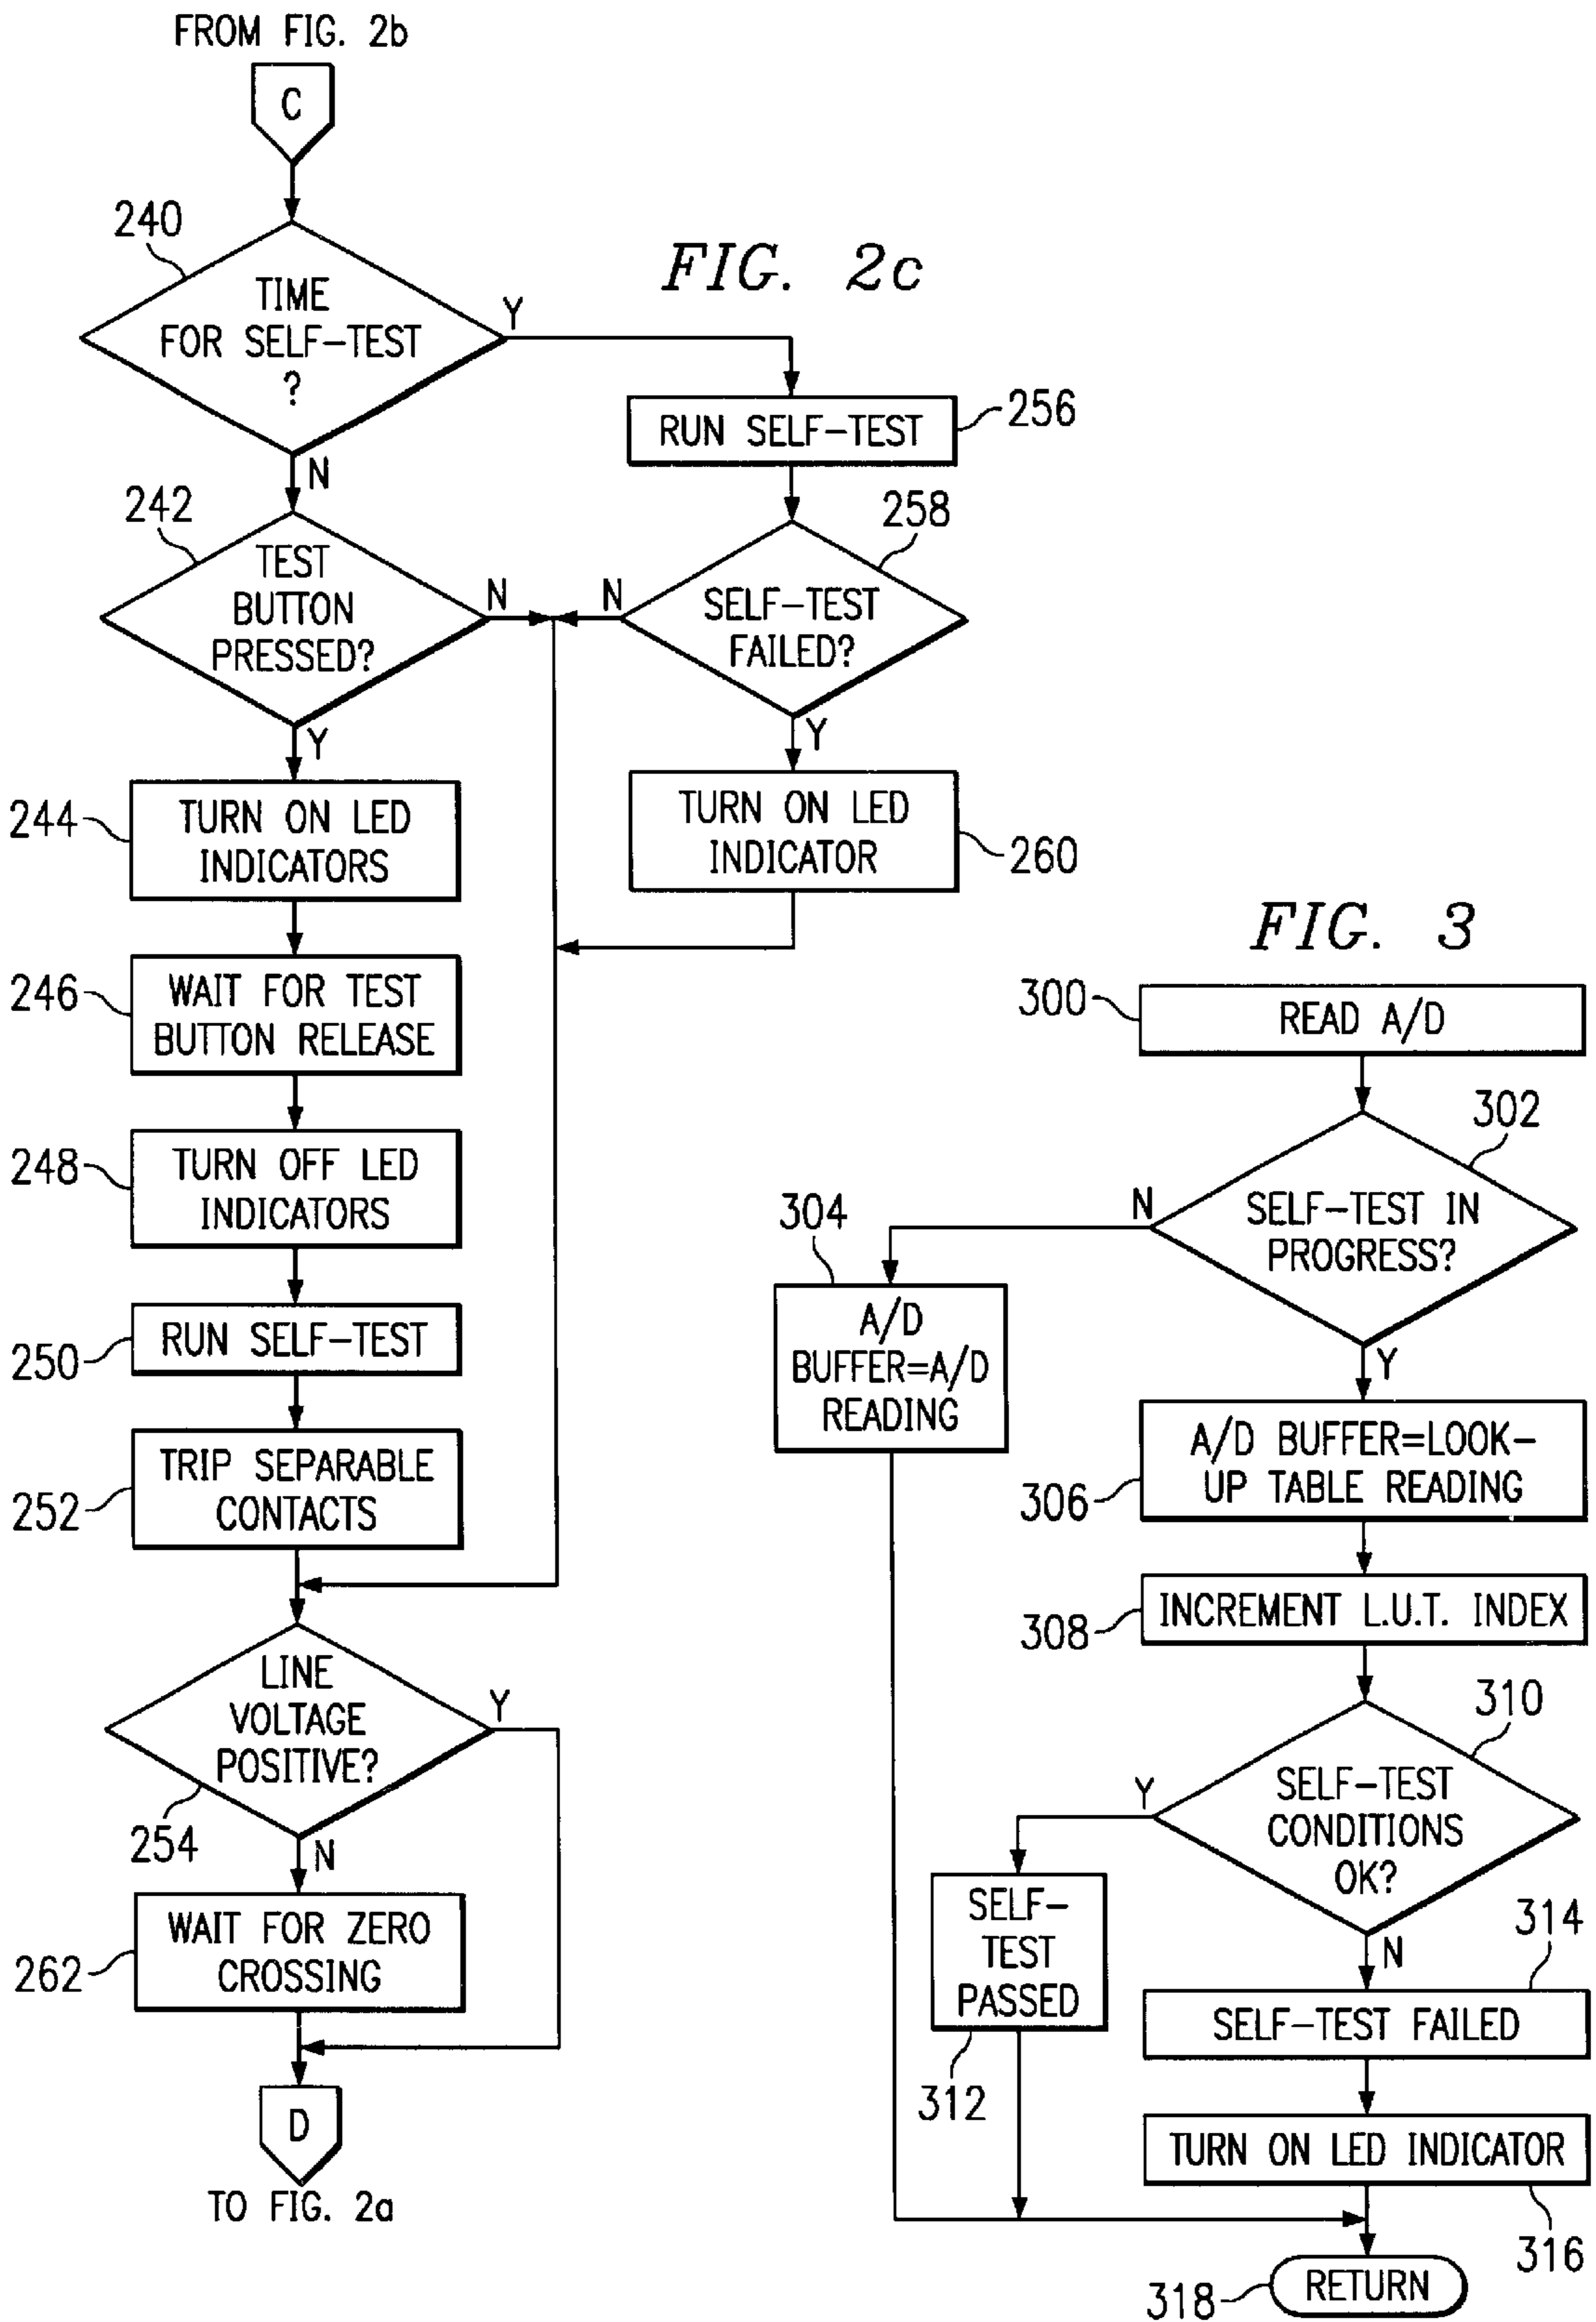 FROM FIG. 2b
C
240
TIME
FOR SELF-TEST
?
Y
N
FIG. 2c
RUN SELF-TEST
256
242
TEST
BUTTON
PRESSED?
N
Y
258
N
SELF-TEST
FAILED?
Y
244
TURN ON LED
INDICATORS
TURN ON LED
INDICATOR
260
246
WAIT FOR TEST
BUTTON RELEASE
248
TURN OFF LED
INDICATORS
250
RUN SELF-TEST
252
TRIP SEPARABLE
CONTACTS
LINE
VOLTAGE
POSITIVE?
Y
254
N
262
WAIT FOR ZERO
CROSSING
D
TO FIG. 2a
FIG. 3
300
READ A/D
302
SELF-TEST IN
PROGRESS?
N
Y
304
A/D
BUFFER=A/D
READING
306
A/D BUFFER=LOOK-
UP TABLE READING
308
INCREMENT L.U.T. INDEX
310
SELF-TEST
CONDITIONS
OK?
Y
N
SELF-
TEST
PASSED
312
314
SELF-TEST FAILED
TURN ON LED INDICATOR
316
318
RETURN